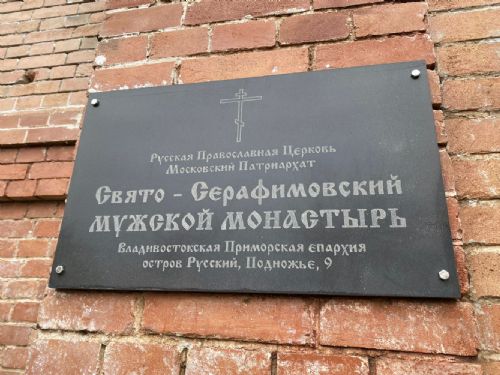 Русская Православная Церковь
Московский Патриархат
Свято - Серафимовский
мужской монастырь
Владивостокская Приморская епархия
остров Русский, Подножье, 9